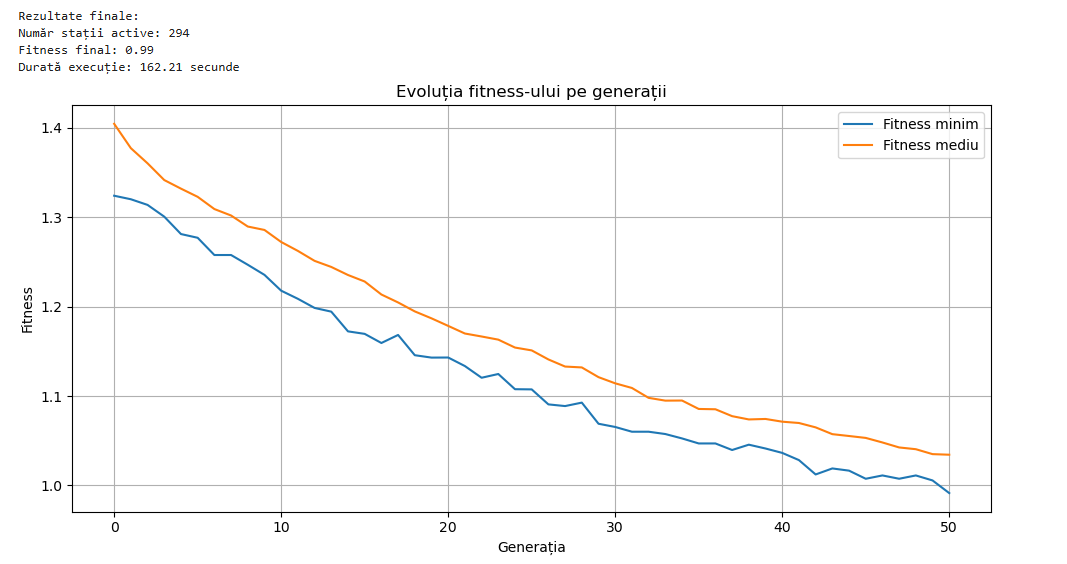 Rezultate finale:
Număr stații active: 294
Fitness final: 0.99
Durată execuție: 162.21 secunde
Evoluția fitness-ului pe generații
Fitness minim
Fitness mediu
1.4
1.3
1.2
1.1
1.0
Fitness
0 10 20 30 40 50
Generația